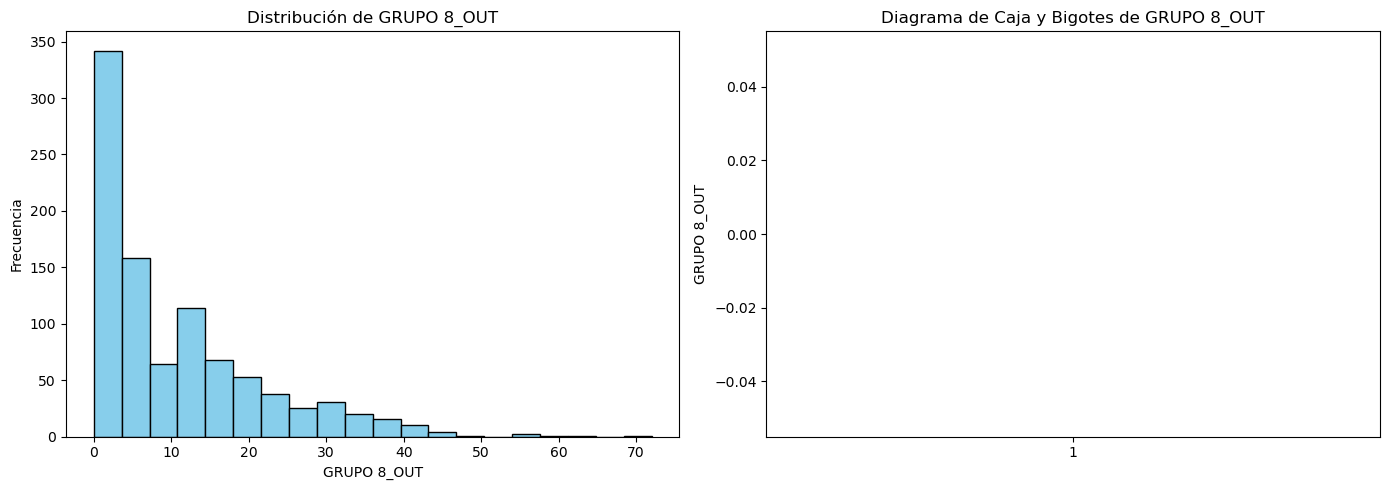 Distribución de GRUPO 8_OUT
350
300
250
200
150
100
50
0
Frecuencia
0 10 20 30 40 50 60 70
GRUPO 8_OUT
Diagrama de Caja y Bigotes de GRUPO 8_OUT
0.04
0.02
0.00
−0.02
−0.04
GRUPO 8_OUT
1